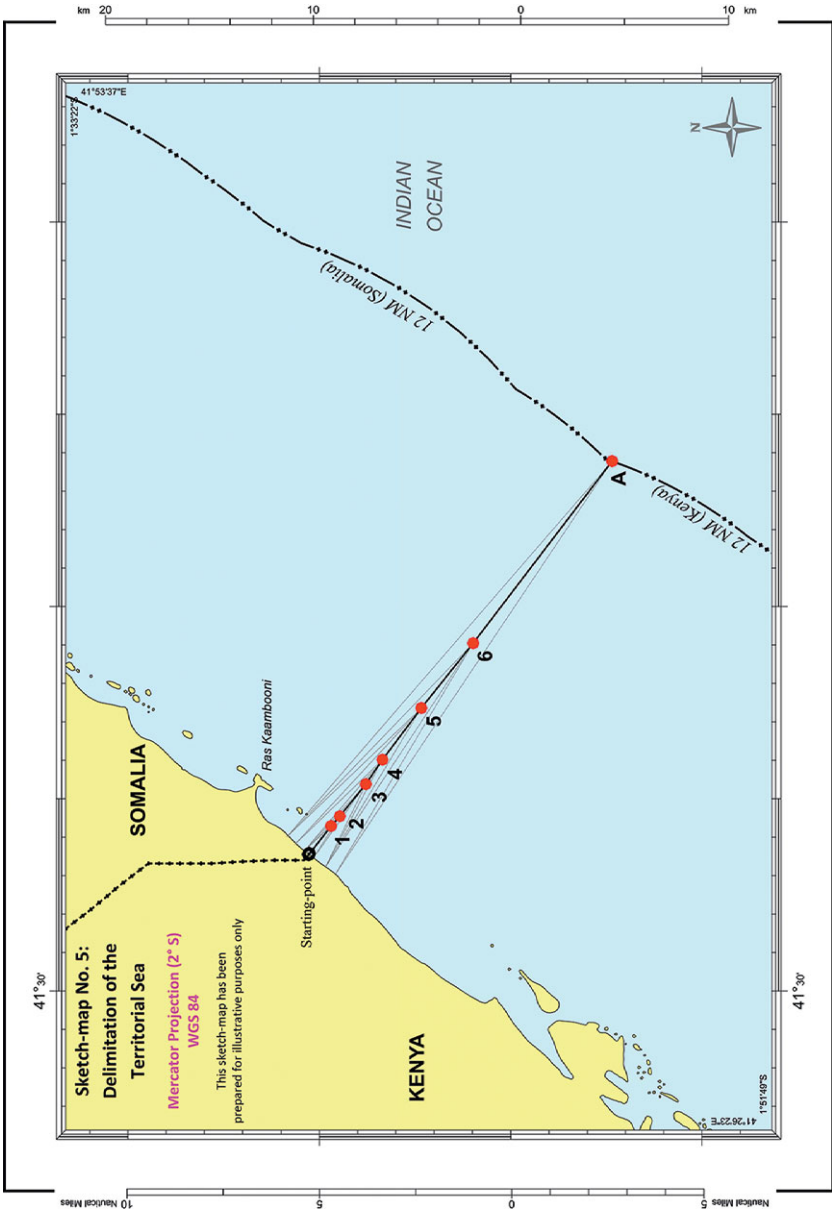 km 20 10 0 10 km
41°53'37"E
1°33'22"S
N
INDIAN
OCEAN
12 NM (Somalia)
12 NM (Kenya)
A
6
5
4
3
2
1
Ras Kaambooni
SOMALIA
Starting-point
Sketch-map No. 5:
Delimitation of the
Territorial Sea
Mercator Projection (2° S)
WGS 84
This sketch-map has been
prepared for illustrative purposes only
KENYA
41°30'
41°30'
41°26'23"E
1°51'49"S
Nautical Miles 10 5 0 5 Nautical Miles